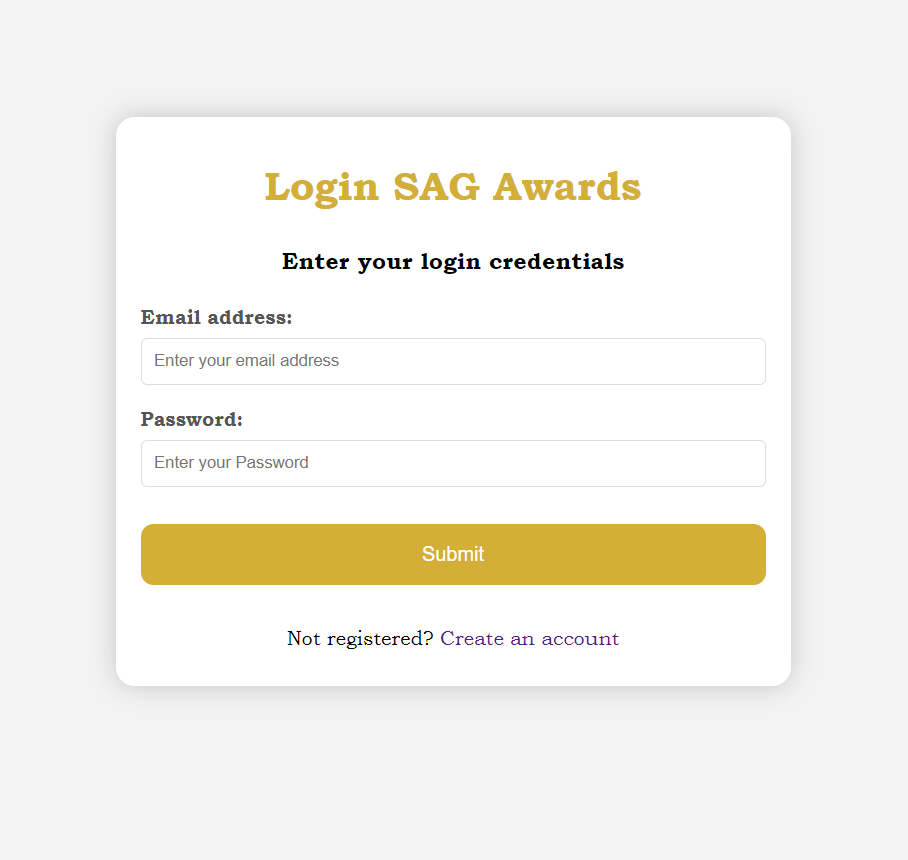 Login SAG Awards
Enter your login credentials
Email address:
Enter your email address
Password:
Enter your Password
Submit
Not registered? Create an account